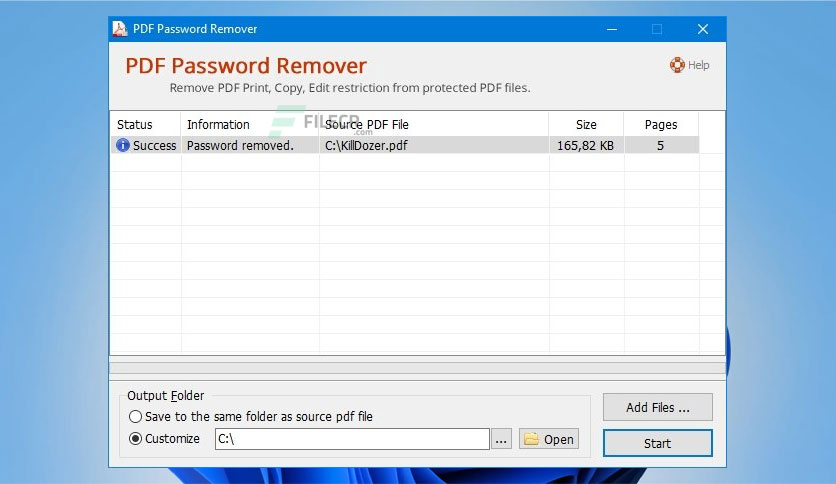 PDF Password Remover
PDF Password Remover
Help
Remove PDF Print, Copy, Edit restriction from protected PDF files.
FILECR
.com
Status Information Source PDF File Size Pages
Success Password removed. C:\KillDozer.pdf 165,82 KB 5
Output Folder
Save to the same folder as source pdf file
Add Files ...
Customize C:\ ... Open
Start